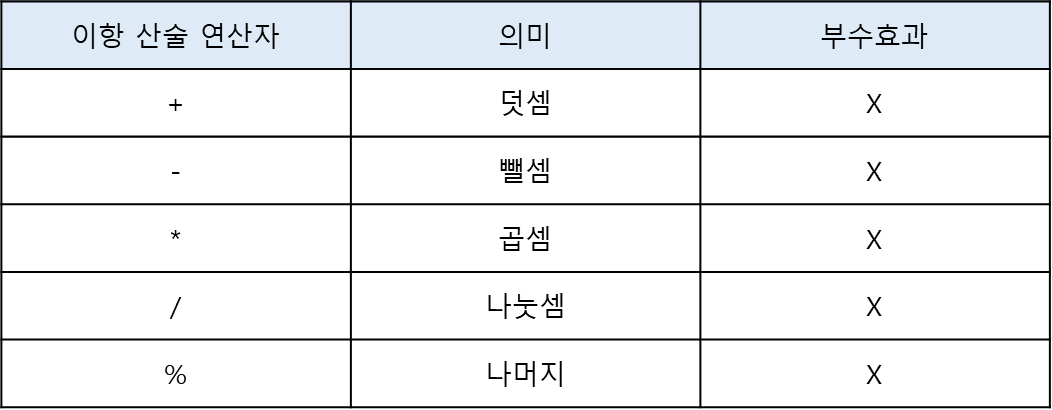 이항 산술 연산자 의미 부수효과
+ 덧셈 X
- 뺄셈 X
* 곱셈 X
/ 나눗셈 X
% 나머지 X